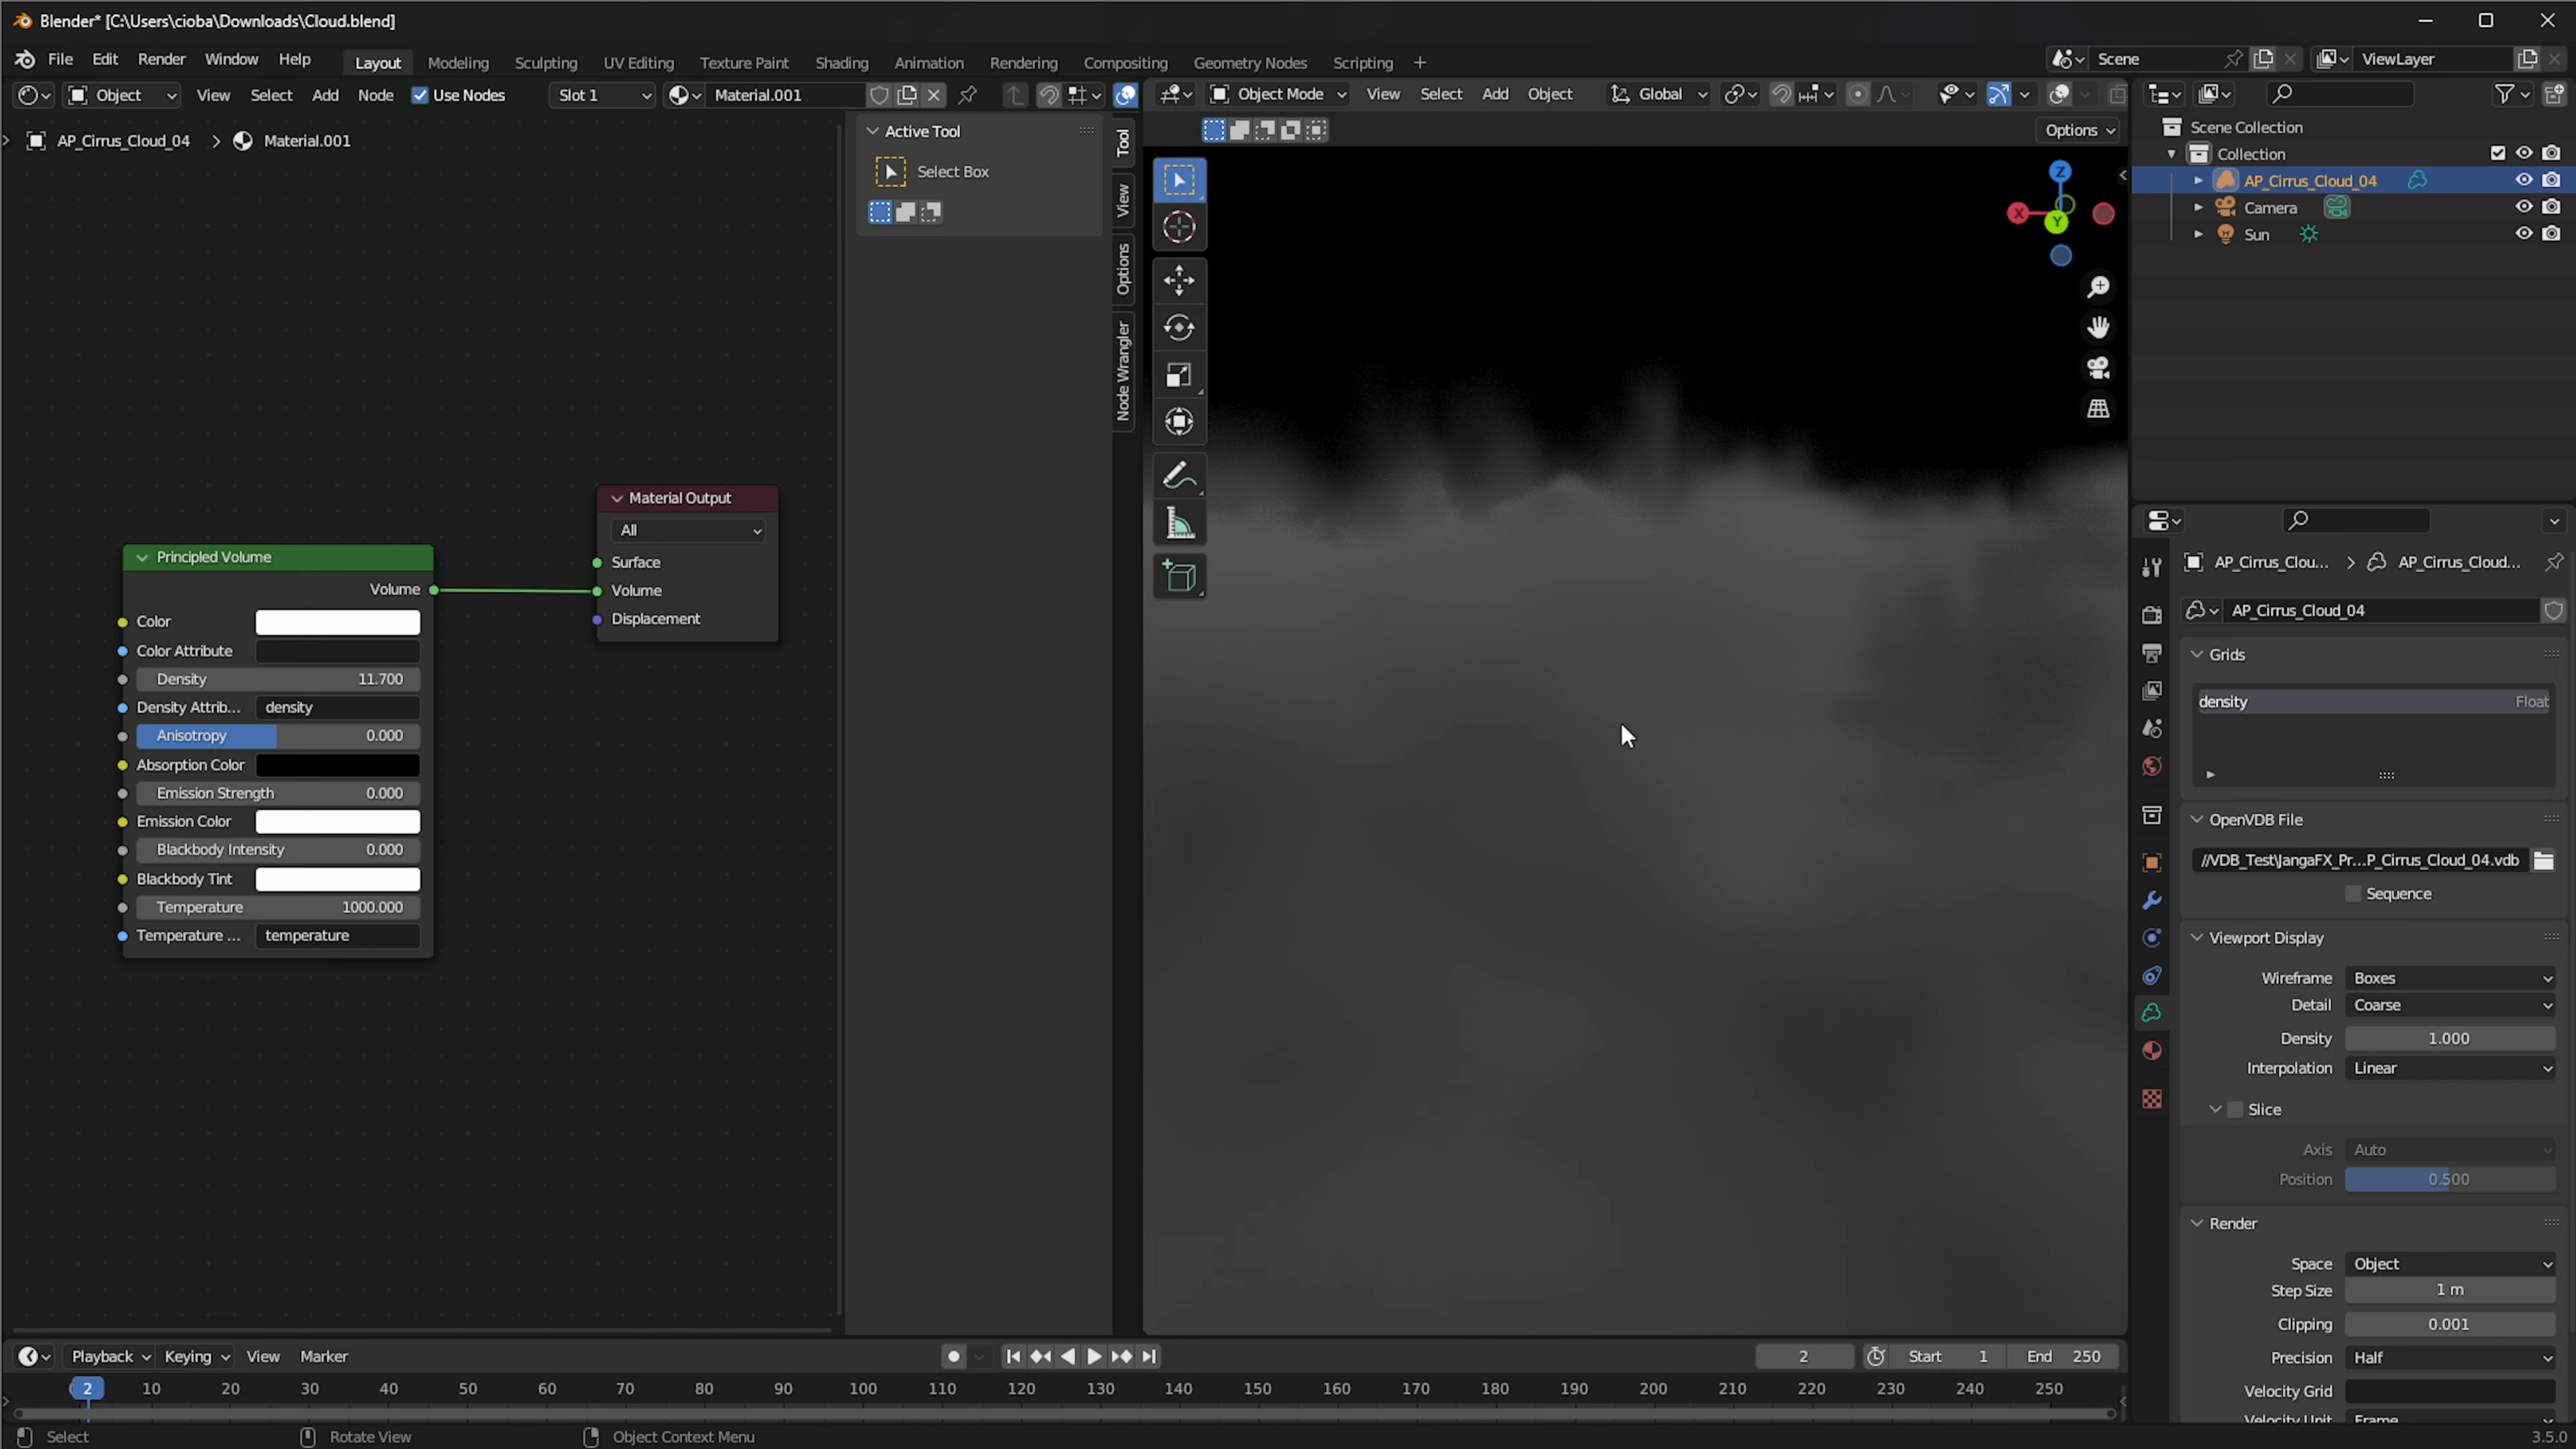 Blender* [C:\Users\cioba\Downloads\Cloud.blend]
File Edit Render Window Help Layout Modeling Sculpting UV Editing Texture Paint Shading Animation Rendering Compositing Geometry Nodes Scripting + Scene ViewLayer
Object View Select Add Node Use Nodes Slot 1 Material.001
Object Mode View Select Add Object Global
Options
AP_Cirrus_Cloud_04 > Material.001
Active Tool
Select Box
Tool
View
Options
Node Wrangler
Principled Volume
Volume
Color
Color Attribute
Density 11.700
Density Attrib... density
Anisotropy 0.000
Absorption Color
Emission Strength 0.000
Emission Color
Blackbody Intensity 0.000
Blackbody Tint
Temperature 1000.000
Temperature ... temperature
Material Output
All
Surface
Volume
Displacement
Z
X
Y
Scene Collection
Collection
AP_Cirrus_Cloud_04
Camera
Sun
AP_Cirrus_Clou... > AP_Cirrus_Cloud...
AP_Cirrus_Cloud_04
Grids
density Float
OpenVDB File
//VDB_Test\JangaFX_Pr...P_Cirrus_Cloud_04.vdb
Sequence
Viewport Display
Wireframe Boxes
Detail Coarse
Density 1.000
Interpolation Linear
Slice
Axis Auto
Position 0.500
Render
Space Object
Step Size 1 m
Clipping 0.001
Precision Half
Velocity Grid
Velocity Unit Frame
Playback Keying View Marker 2 Start 1 End 250
2 10 20 30 40 50 60 70 80 90 100 110 120 130 140 150 160 170 180 190 200 210 220 230 240 250
Select Rotate View Object Context Menu 3.5.0